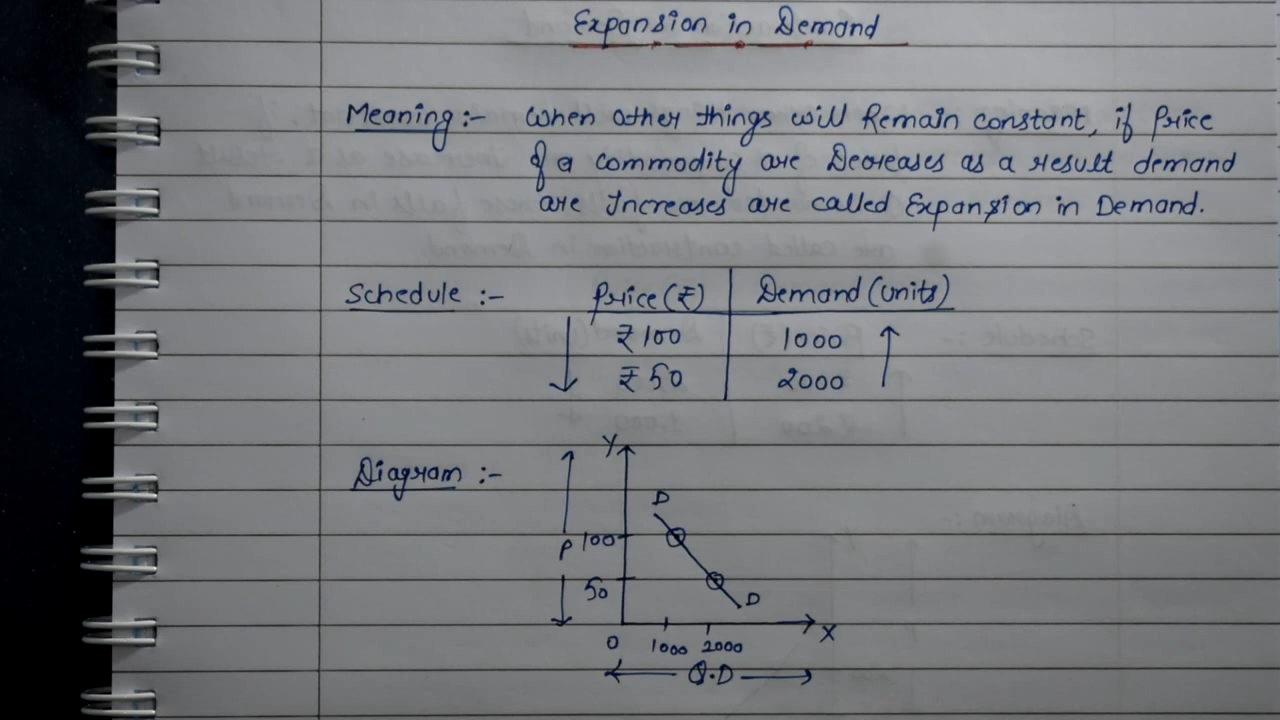 Expansion in Demand
Meaning :- When other things will Remain constant, if Price
of a commodity are Decreases as a result demand
are Increases are called Expansion in Demand.
Schedule :- Price (₹) Demand (units)
₹ 100 1000
₹ 50 2000
Diagram :-
Y
D
P 100
50
D
O 1000 2000 X
Q.D